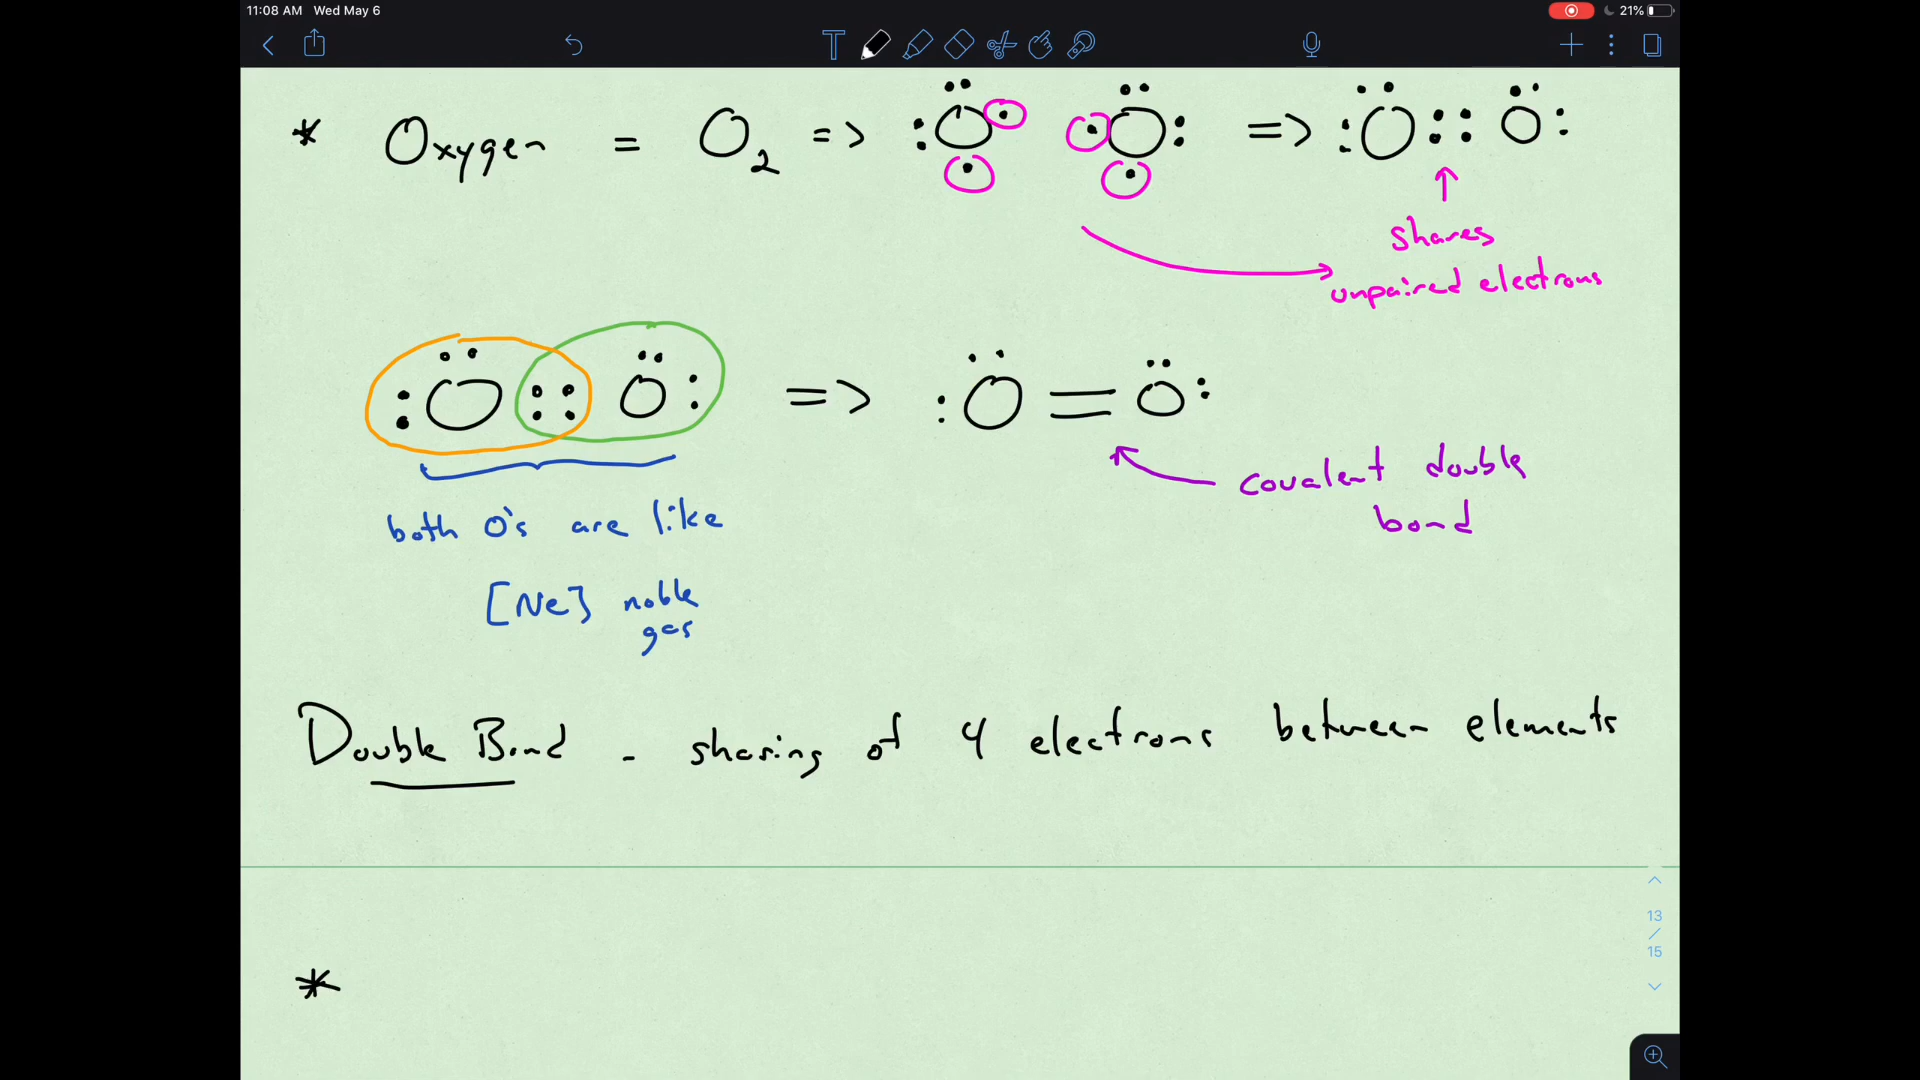 11:08 AM Wed May 6
21%
T
* Oxygen = O2 => :Ö· ·Ö: => :Ö::Ö:
shares
unpaired electrons
:Ö::Ö: => :Ö=Ö:
covalent double
bond
both O's are like
[Ne] noble
gas
Double Bond - sharing of 4 electrons between elements
13
/
15
*